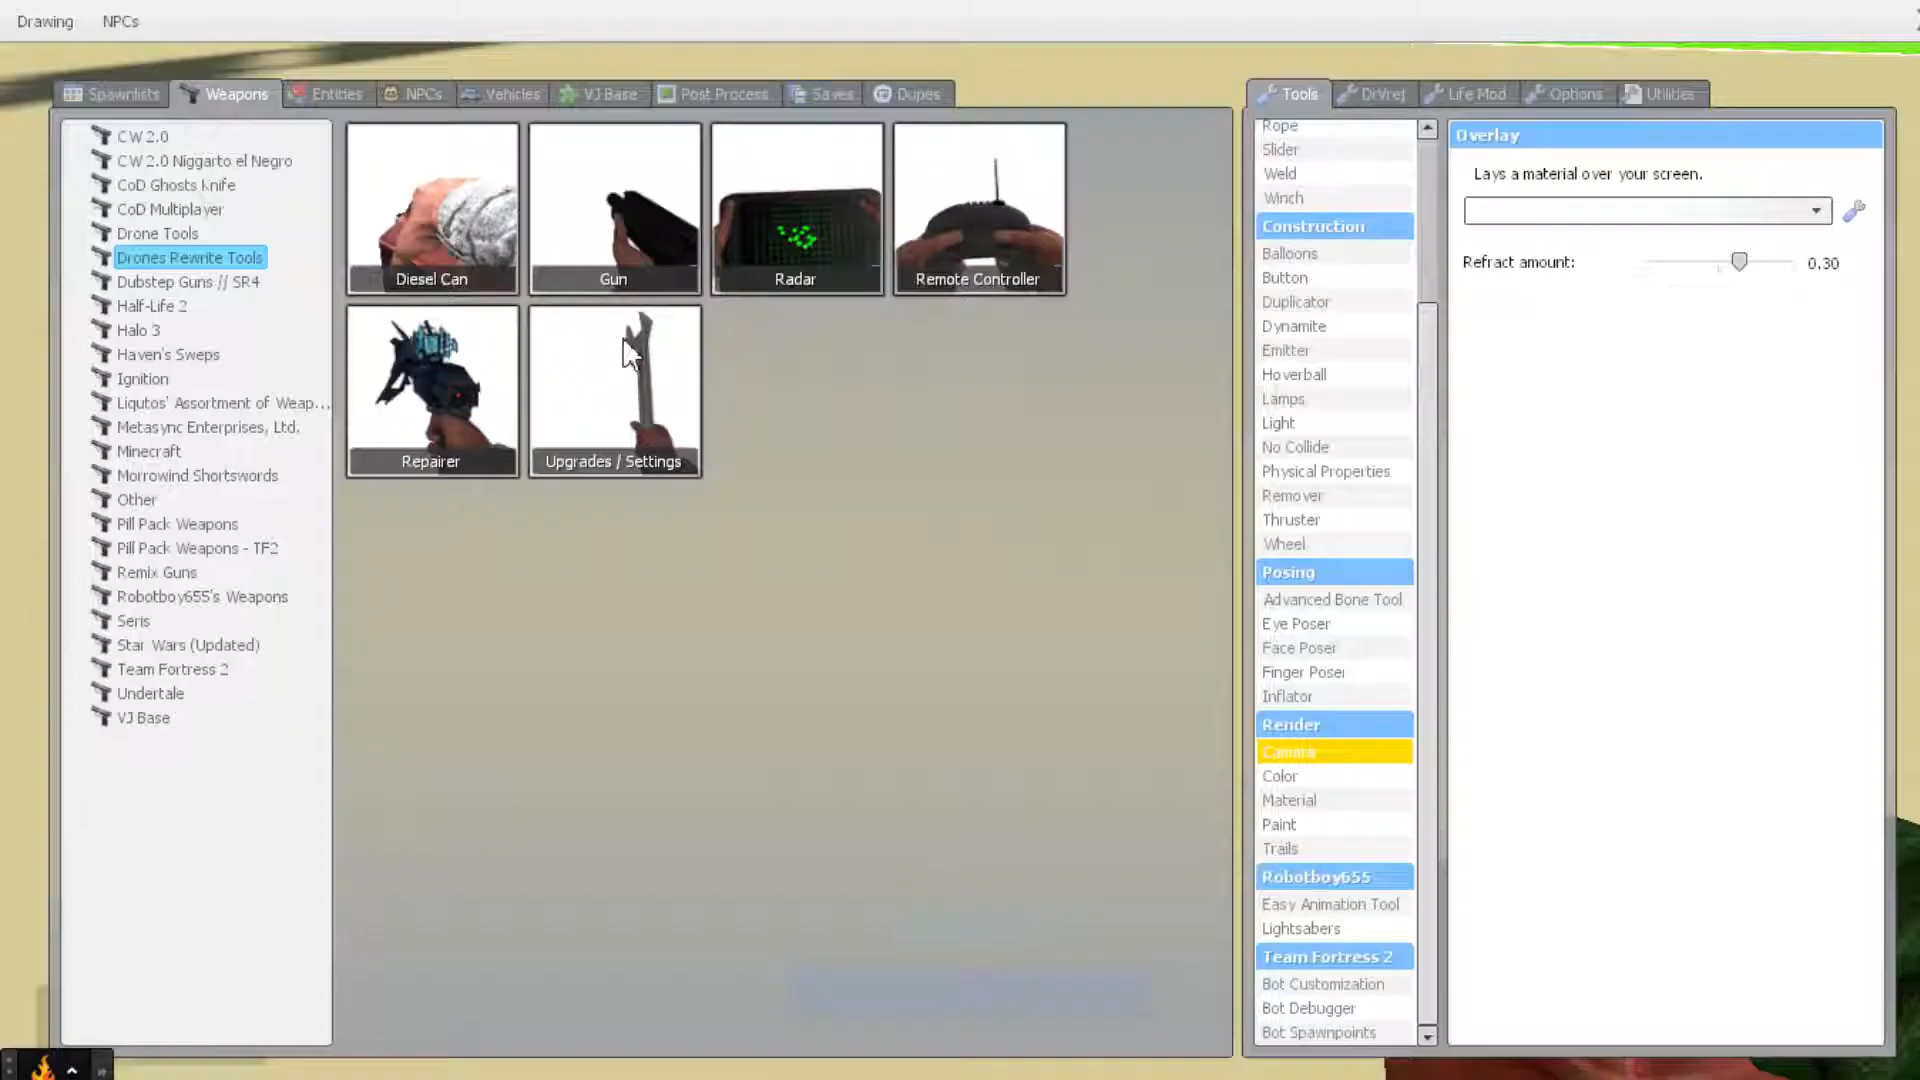 Drawing NPCs
Spawnlists Weapons Entities NPCs Vehicles VJ Base Post Process Saves Dupes
CW 2.0
CW 2.0 Niggarto el Negro
CoD Ghosts knife
CoD Multiplayer
Drone Tools
Drones Rewrite Tools
Dubstep Guns // SR4
Half-Life 2
Halo 3
Haven's Sweps
Ignition
Liqutos' Assortment of Weap...
Metasync Enterprises, Ltd.
Minecraft
Morrowind Shortswords
Other
Pill Pack Weapons
Pill Pack Weapons - TF2
Remix Guns
Robotboy655's Weapons
Seris
Star Wars (Updated)
Team Fortress 2
Undertale
VJ Base
Diesel Can Gun Radar Remote Controller
Repairer Upgrades / Settings
Tools DrVrej Life Mod Options Utilities
Rope
Slider
Weld
Winch
Construction
Balloons
Button
Duplicator
Dynamite
Emitter
Hoverball
Lamps
Light
No Collide
Physical Properties
Remover
Thruster
Wheel
Posing
Advanced Bone Tool
Eye Poser
Face Poser
Finger Poser
Inflator
Render
Camera
Color
Material
Paint
Trails
Robotboy655
Easy Animation Tool
Lightsabers
Team Fortress 2
Bot Customization
Bot Debugger
Bot Spawnpoints
Overlay
Lays a material over your screen.
Refract amount: 0.30